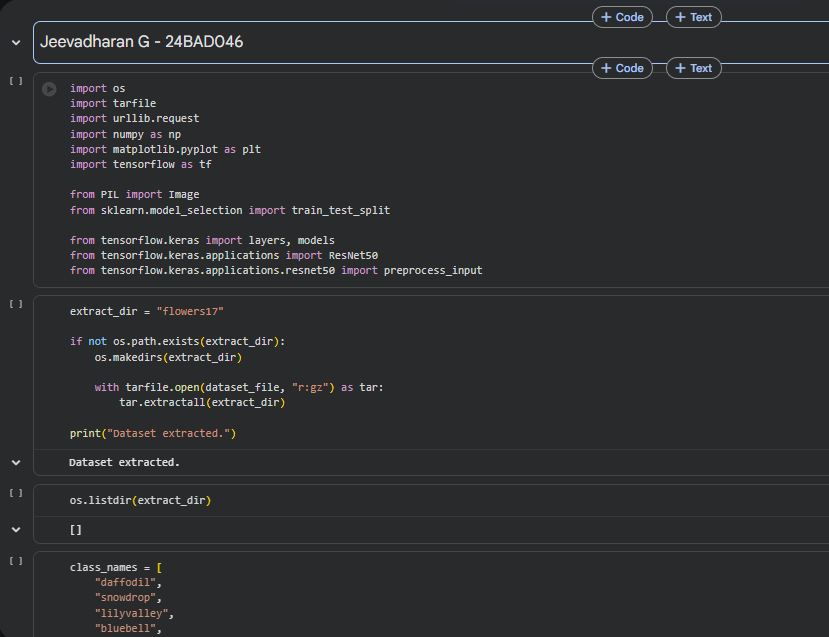 + Code + Text
Jeevadharan G - 24BAD046
+ Code + Text
[ ]
import os
import tarfile
import urllib.request
import numpy as np
import matplotlib.pyplot as plt
import tensorflow as tf
from PIL import Image
from sklearn.model_selection import train_test_split
from tensorflow.keras import layers, models
from tensorflow.keras.applications import ResNet50
from tensorflow.keras.applications.resnet50 import preprocess_input
[ ]
extract_dir = "flowers17"
if not os.path.exists(extract_dir):
    os.makedirs(extract_dir)
    with tarfile.open(dataset_file, "r:gz") as tar:
        tar.extractall(extract_dir)
print("Dataset extracted.")
Dataset extracted.
[ ]
os.listdir(extract_dir)
[]
[ ]
class_names = [
    "daffodil",
    "snowdrop",
    "lilyvalley",
    "bluebell",